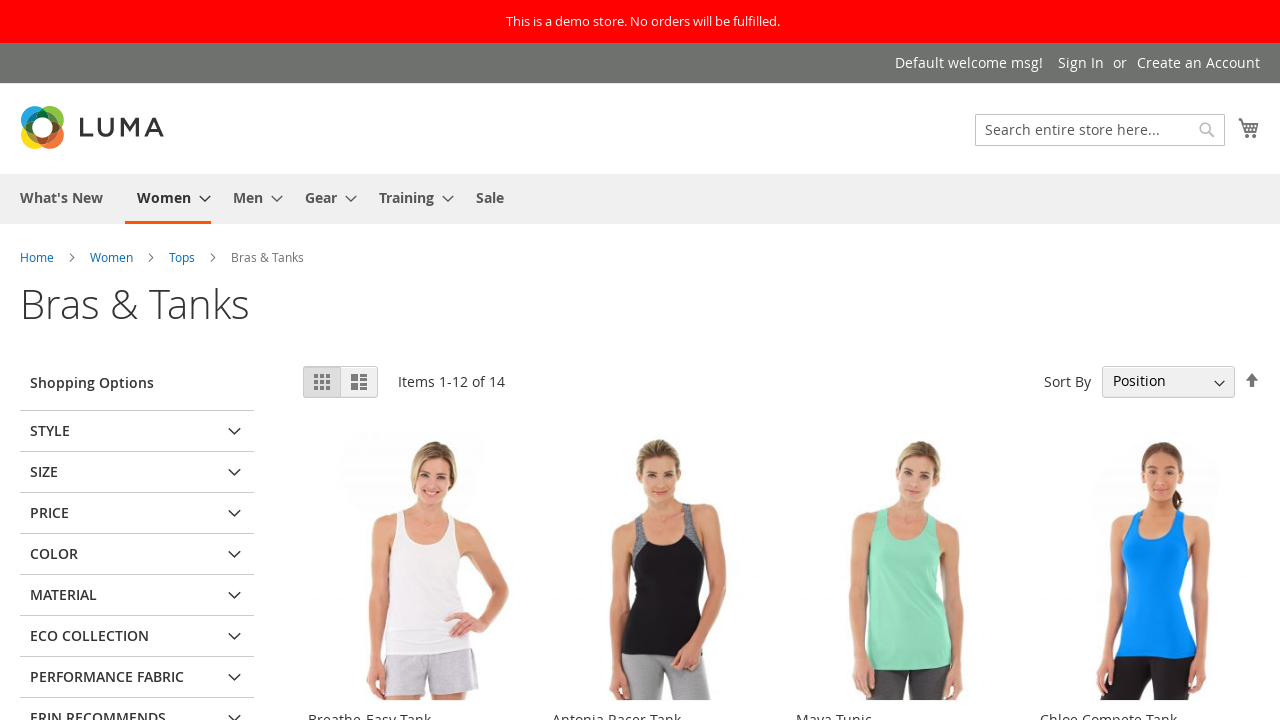 This is a demo store. No orders will be fulfilled.
Default welcome msg! Sign In or Create an Account
LUMA
Search entire store here...
What's New Women Men Gear Training Sale
Home Women Tops Bras & Tanks
Bras & Tanks
Shopping Options
Items 1-12 of 14
Sort By Position
STYLE
SIZE
PRICE
COLOR
MATERIAL
ECO COLLECTION
PERFORMANCE FABRIC
ERIN RECOMMENDS
Breathe-Easy Tank Antonia Racer Tank Maya Tunic Chloe Compete Tank